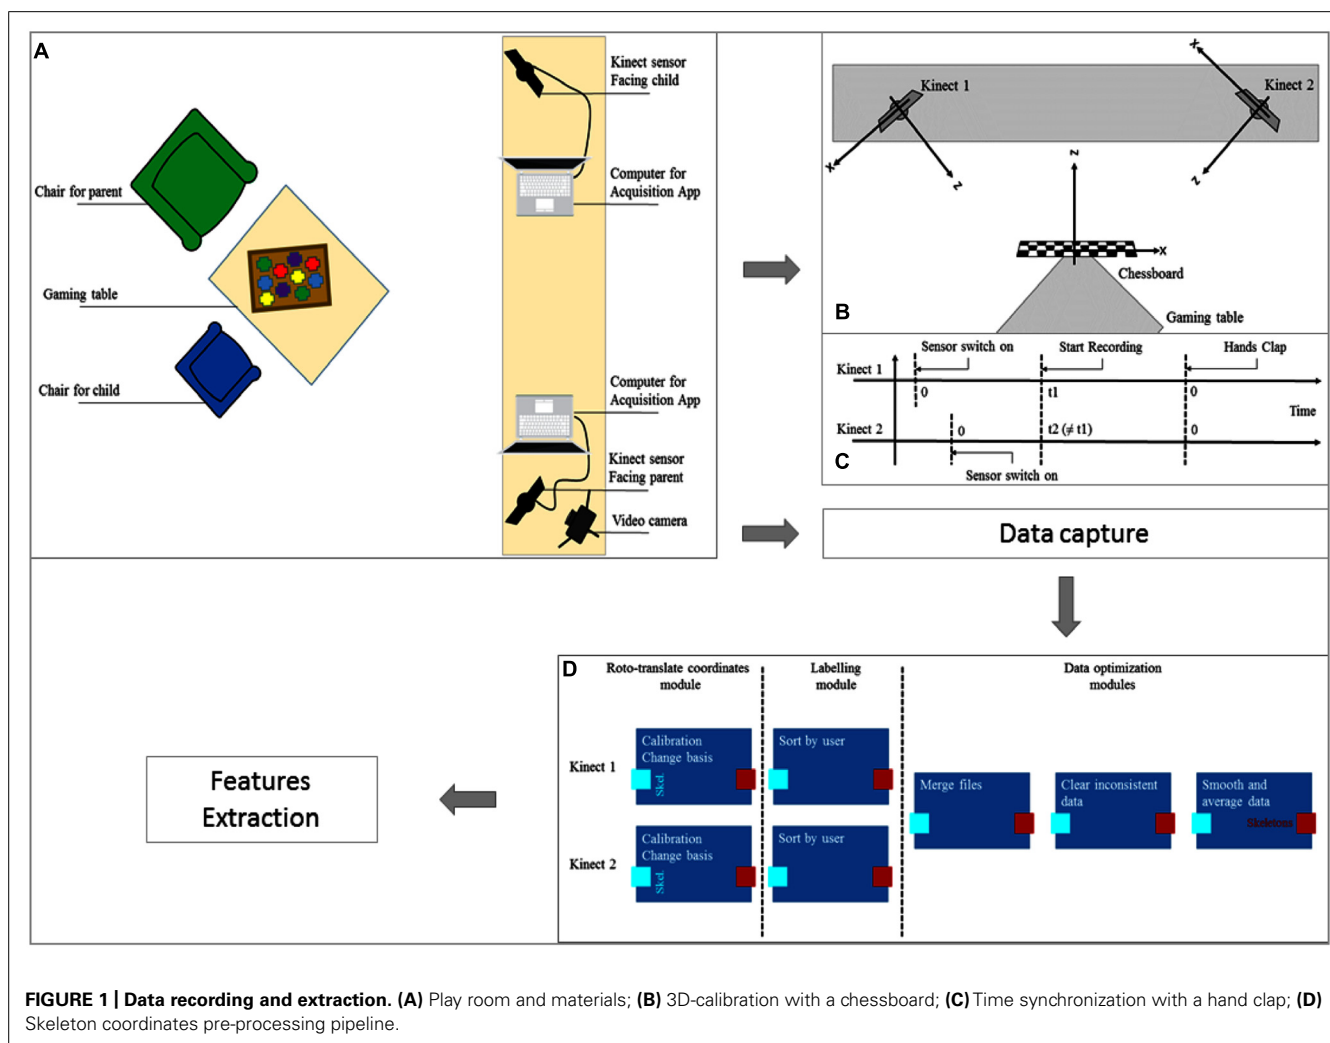 A
Kinect sensor
Facing child
Chair for parent
Computer for
Acquisition App
Gaming table
Chair for child
Computer for
Acquisition App
Kinect sensor
Facing parent
Video camera
X
X
Kinect 1
Kinect 2
X
Z
Z
Z
X
Chessboard
B
Gaming table
Sensor switch on
Start Recording
Hands Clap
Kinect 1
0
t1
0
Time
Kinect 2
0
t2 (≠ t1)
0
C
Sensor switch on
Data capture
D
Roto-translate coordinates
module
Labelling
module
Data optimization
modules
Kinect 1
Calibration
Change basis
Skd.
Sort by user
Merge files
Clear inconsistent
data
Smooth and
average data
Skeletons
Kinect 2
Calibration
Change basis
Skd.
Sort by user
Features
Extraction
FIGURE 1 | Data recording and extraction. (A) Play room and materials; (B) 3D-calibration with a chessboard; (C) Time synchronization with a hand clap; (D)
Skeleton coordinates pre-processing pipeline.